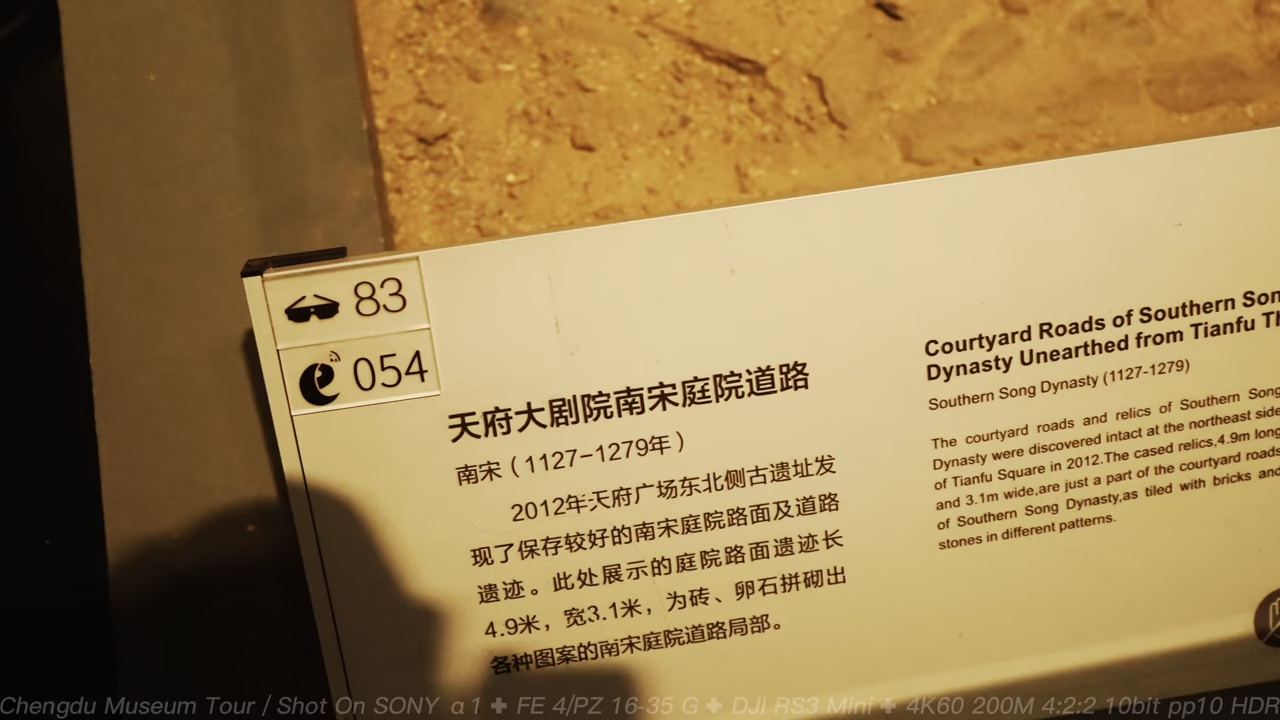 83
054
天府大剧院南宋庭院道路
南宋（1127-1279年）
2012年天府广场东北侧古遗址发
现了保存较好的南宋庭院路面及道路
遗迹。此处展示的庭院路面遗迹长
4.9米，宽3.1米，为砖、卵石拼砌出
各种图案的南宋庭院道路局部。
Courtyard Roads of Southern Son
Dynasty Unearthed from Tianfu Th
Southern Song Dynasty (1127-1279)
The courtyard roads and relics of Southern Song
Dynasty were discovered intact at the northeast side
of Tianfu Square in 2012.The cased relics,4.9m long
and 3.1m wide,are just a part of the courtyard roads
of Southern Song Dynasty,as tiled with bricks and
stones in different patterns.
Chengdu Museum Tour / Shot On SONY α1 ✚ FE 4/PZ 16-35 G ✚ DJI RS3 Mini ✚ 4K60 200M 4:2:2 10bit pp10 HDR